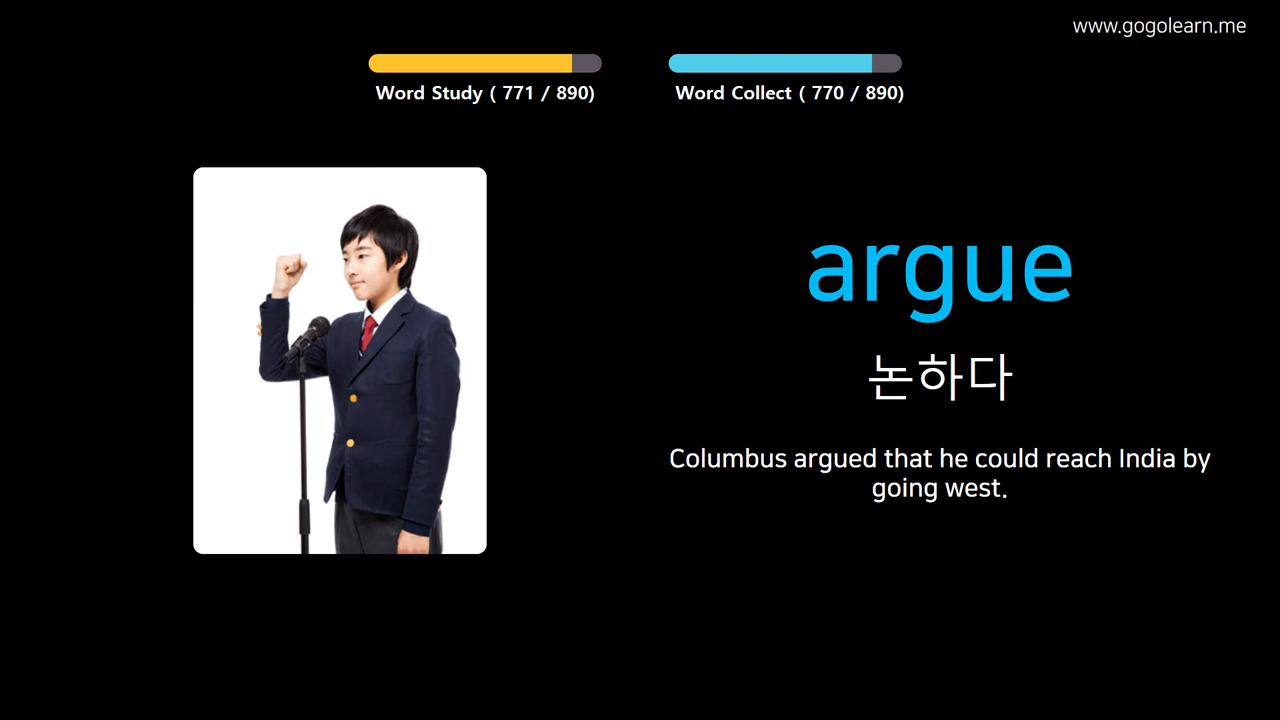 www.gogolearn.me
Word Study ( 771 / 890)
Word Collect ( 770 / 890)
argue
논하다
Columbus argued that he could reach India by
going west.